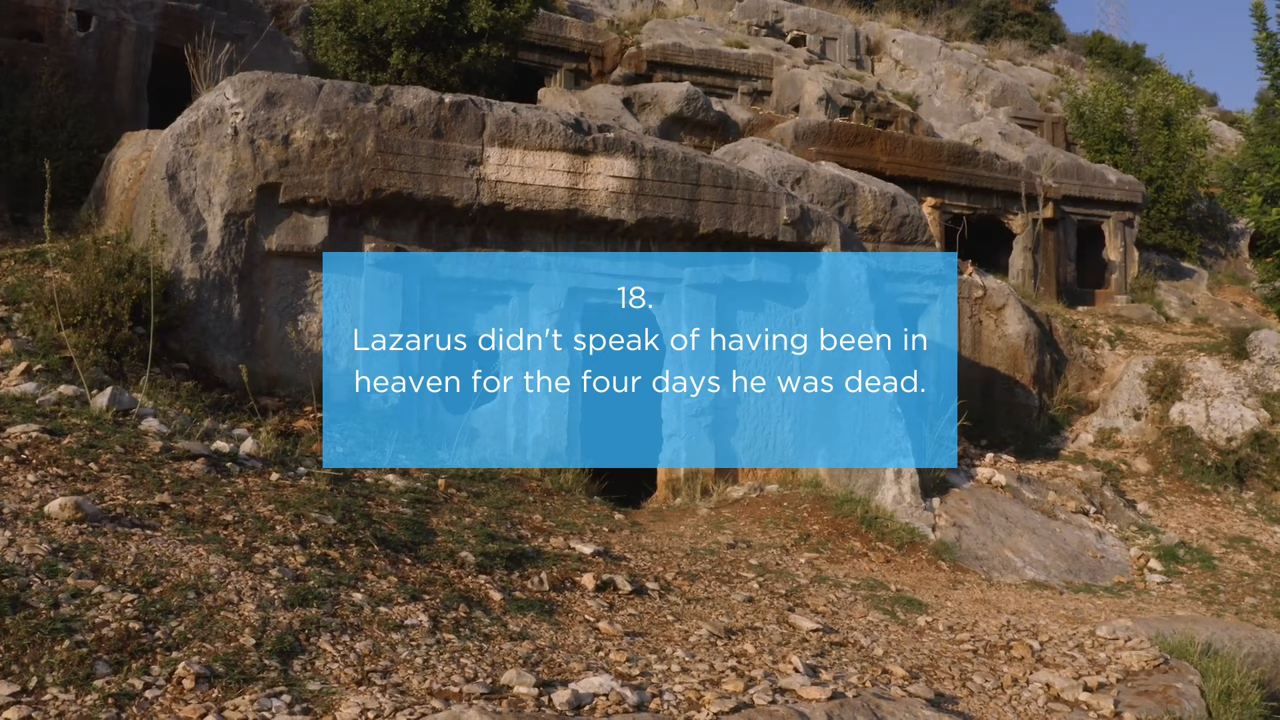 18.
Lazarus didn't speak of having been in
heaven for the four days he was dead.